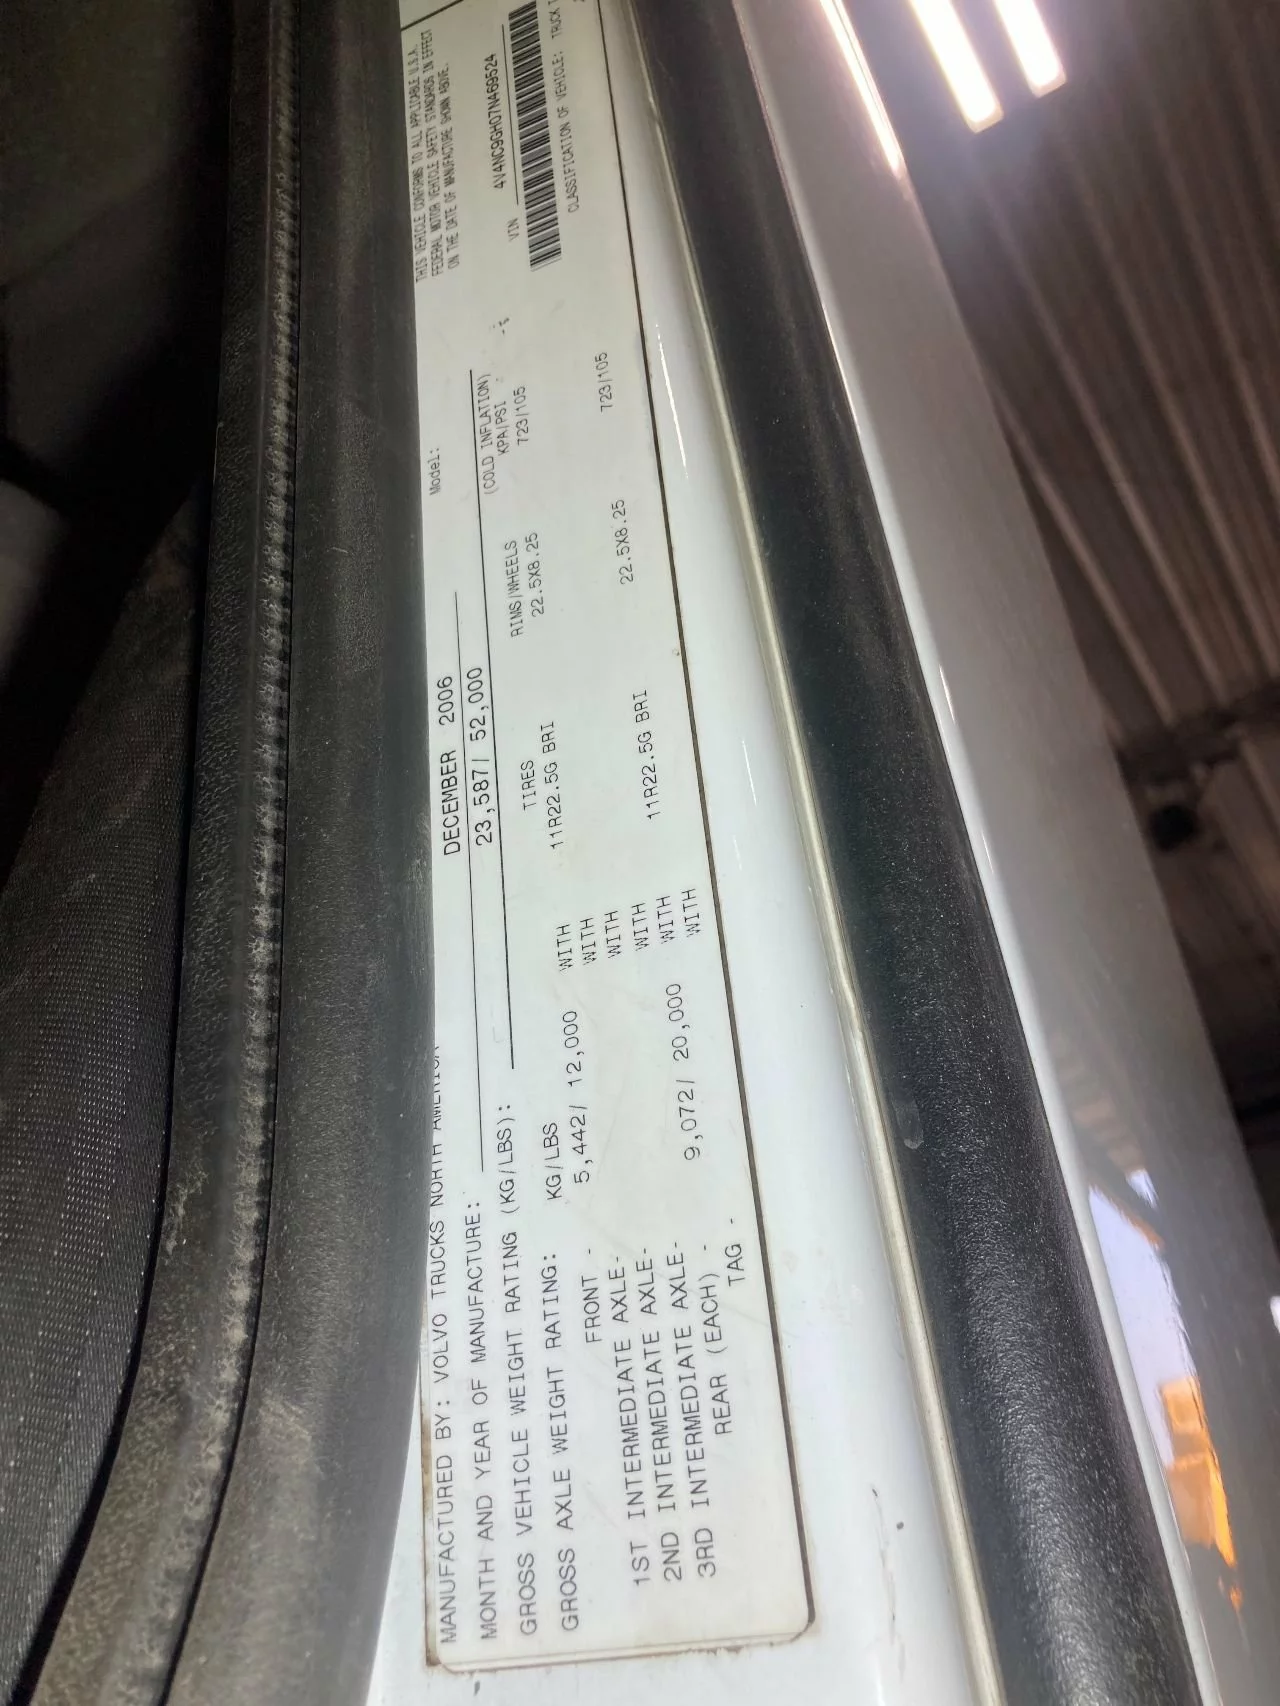 MANUFACTURED BY: VOLVO TRUCKS NORTH AMERICA
MONTH AND YEAR OF MANUFACTURE: DECEMBER 2006 Model:
GROSS VEHICLE WEIGHT RATING (KG/LBS): 23,587/ 52,000
GROSS AXLE WEIGHT RATING: KG/LBS TIRES RIMS/WHEELS (COLD INFLATION) KPA/PSI
FRONT - 5,442/ 12,000 WITH 11R22.5G BRI 22.5X8.25 723/105
1ST INTERMEDIATE AXLE- WITH
2ND INTERMEDIATE AXLE- WITH
3RD INTERMEDIATE AXLE- WITH
REAR (EACH) - 9,072/ 20,000 WITH 11R22.5G BRI 22.5X8.25 723/105
TAG - WITH
THIS VEHICLE CONFORMS TO ALL APPLICABLE U.S.A.
FEDERAL MOTOR VEHICLE SAFETY STANDARDS IN EFFECT
ON THE DATE OF MANUFACTURE SHOWN ABOVE.
VIN 4V4NC9GH07N469524
CLASSIFICATION OF VEHICLE: TRUCK